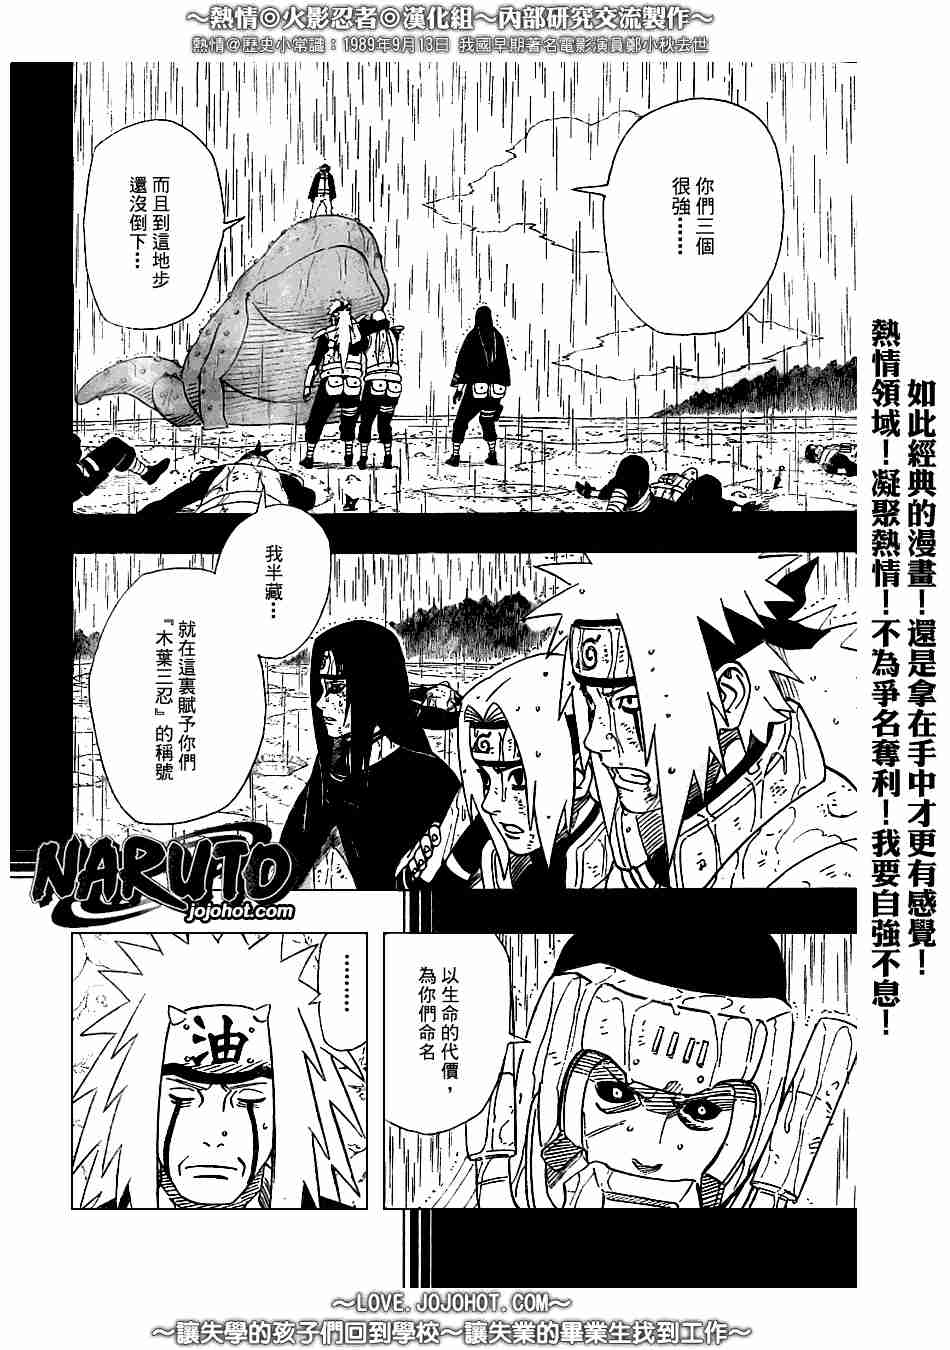 ～熱情◎火影忍者◎漢化組～內部研究交流製作～
熱情@歷史小常識：1989年9月13日 我國早期著名電影演員鄭小秋去世
你們三個
很強……
而且到這地步
還沒倒下…
我半藏…
就在這裏賦予你們
『木葉三忍』的稱號
NARUTO
jojohot.com
以生命的代價，
為你們命名
………
油
如此經典的漫畫！還是拿在手中才更有感覺！
熱情領域！凝聚熱情！不為爭名奪利！我要自強不息！
～LOVE.JOJOHOT.COM～
～讓失學的孩子們回到學校～讓失業的畢業生找到工作～